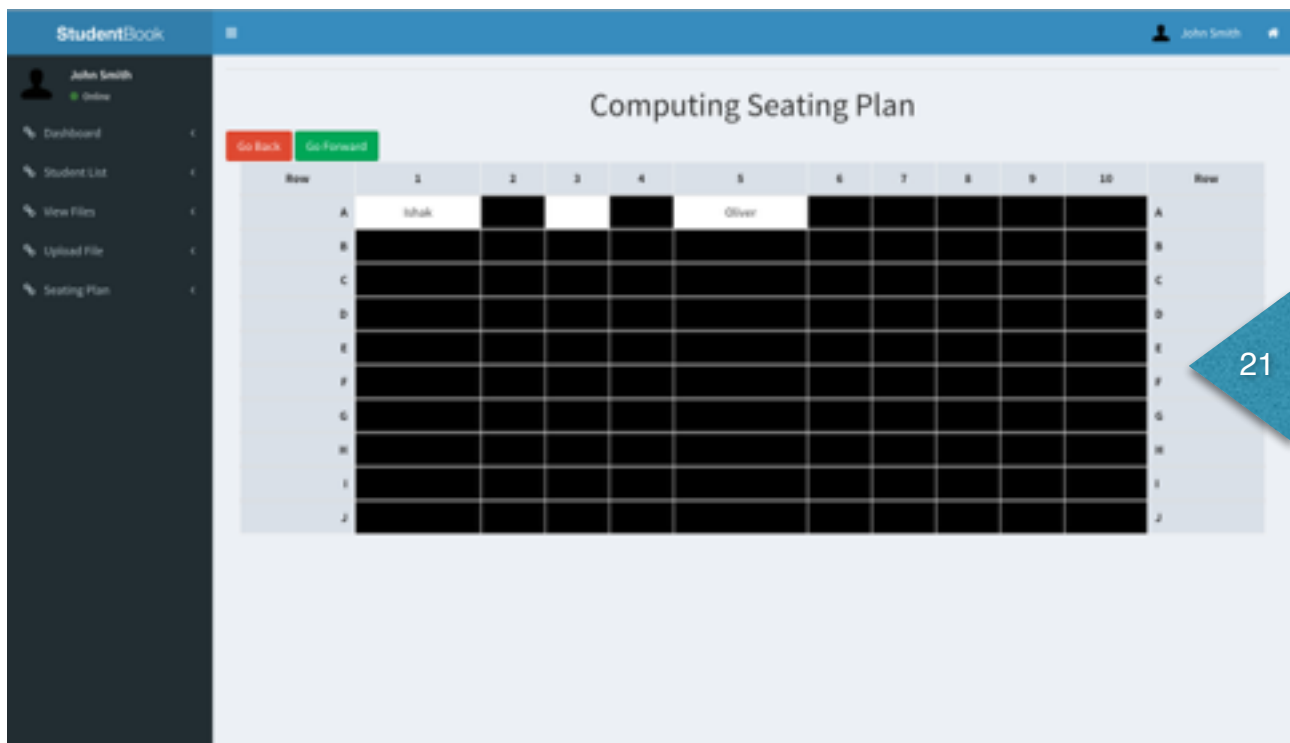 StudentBook
John Smith
John Smith
Online
Dashboard
Student List
View Files
Upload File
Seating Plan
Computing Seating Plan
Go Back Go Forward
Row 1 2 3 4 5 6 7 8 9 10 Row
A Ishak Oliver A
B B
C C
D D
E E
F F
G G
H H
I I
J J
21